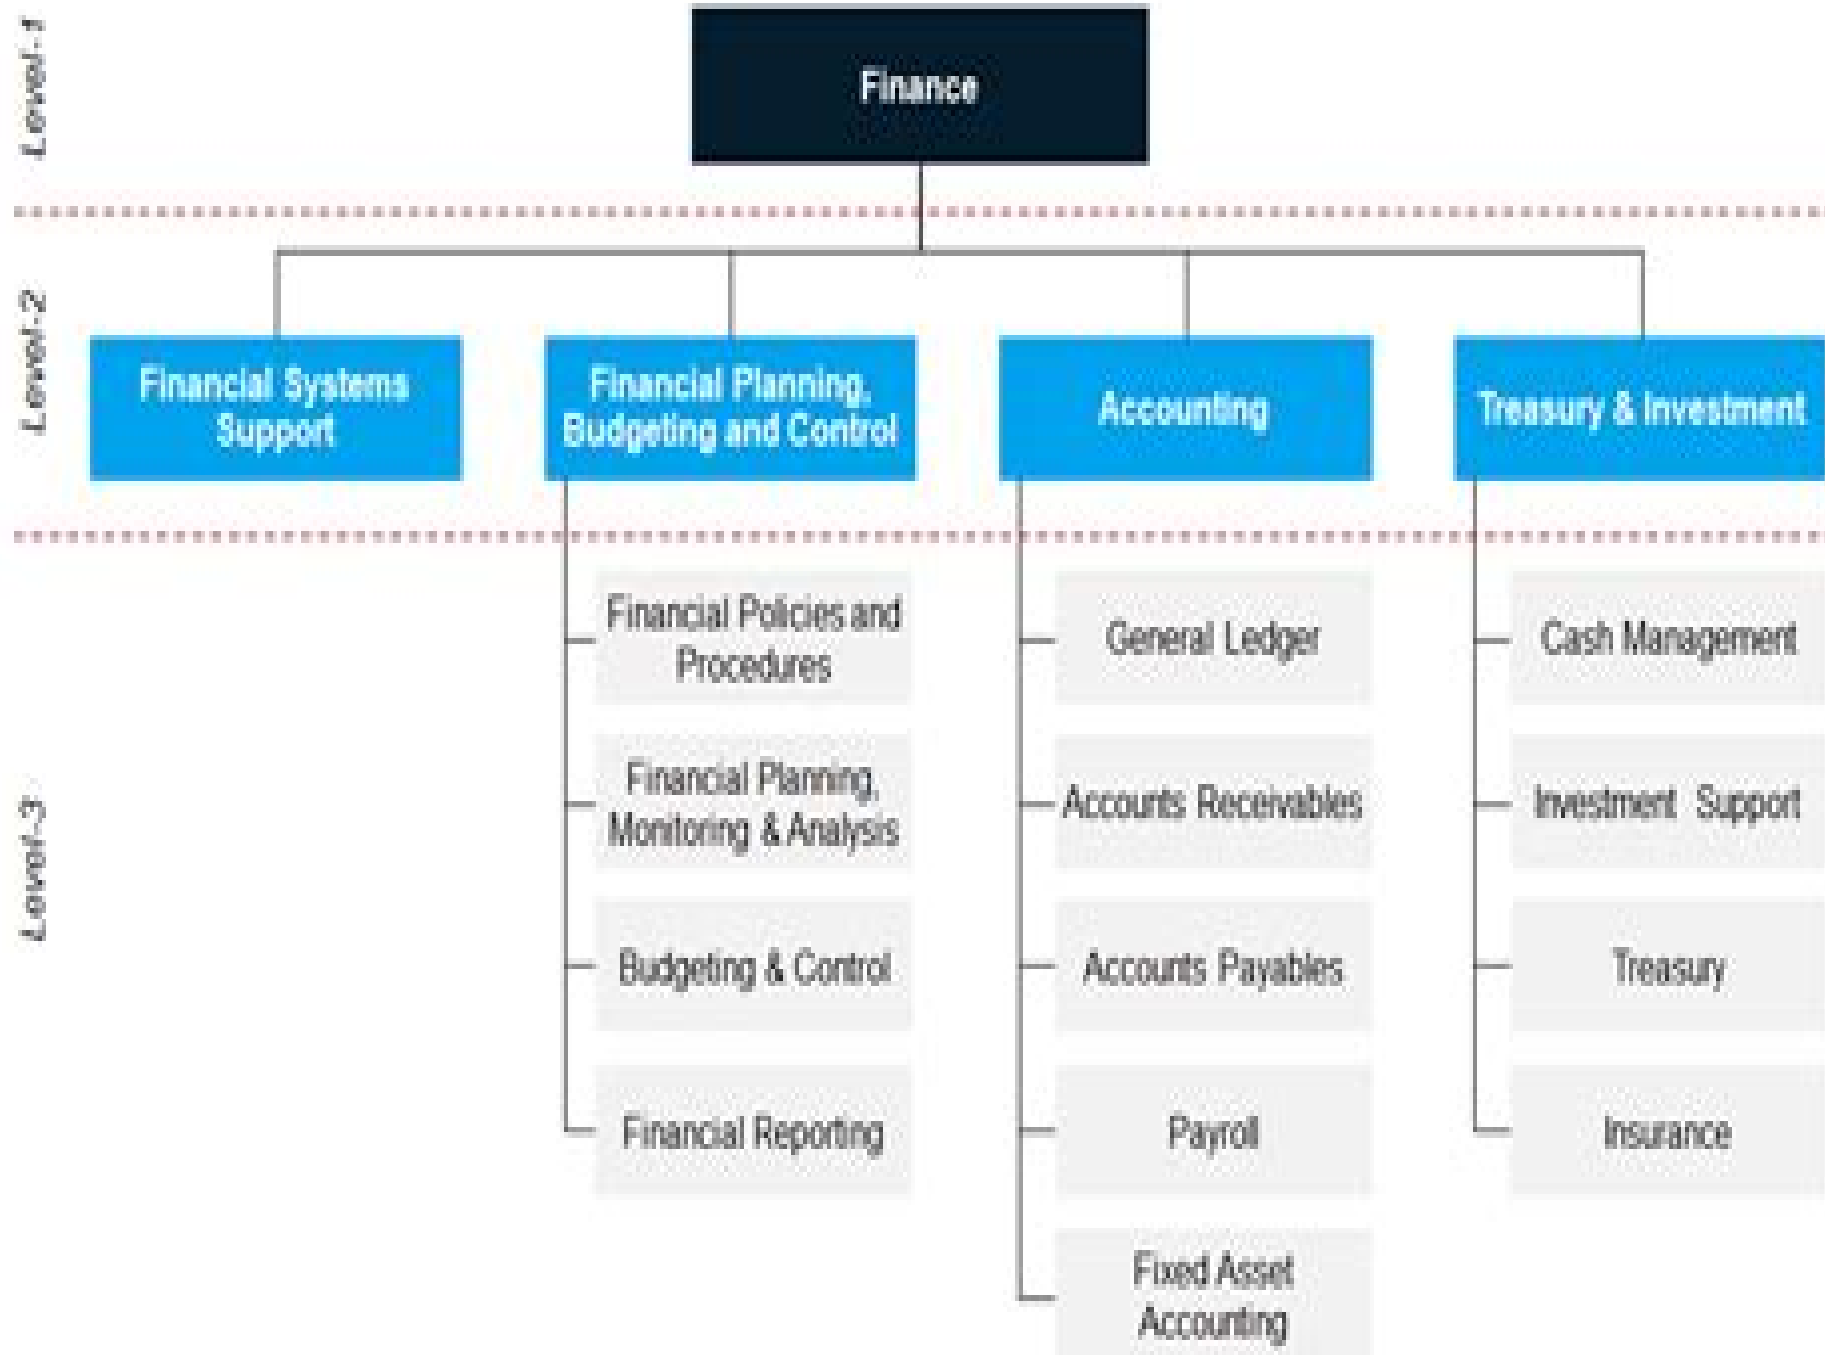 Level-1
Finance
Level-2
Financial Systems
Support
Financial Planning,
Budgeting and Control
Accounting
Treasury & Investment
Level-3
Financial Policies and
Procedures
Financial Planning,
Monitoring & Analysis
Budgeting & Control
Financial Reporting
General Ledger
Accounts Receivables
Accounts Payables
Payroll
Fixed Asset
Accounting
Cash Management
Investment Support
Treasury
Insurance